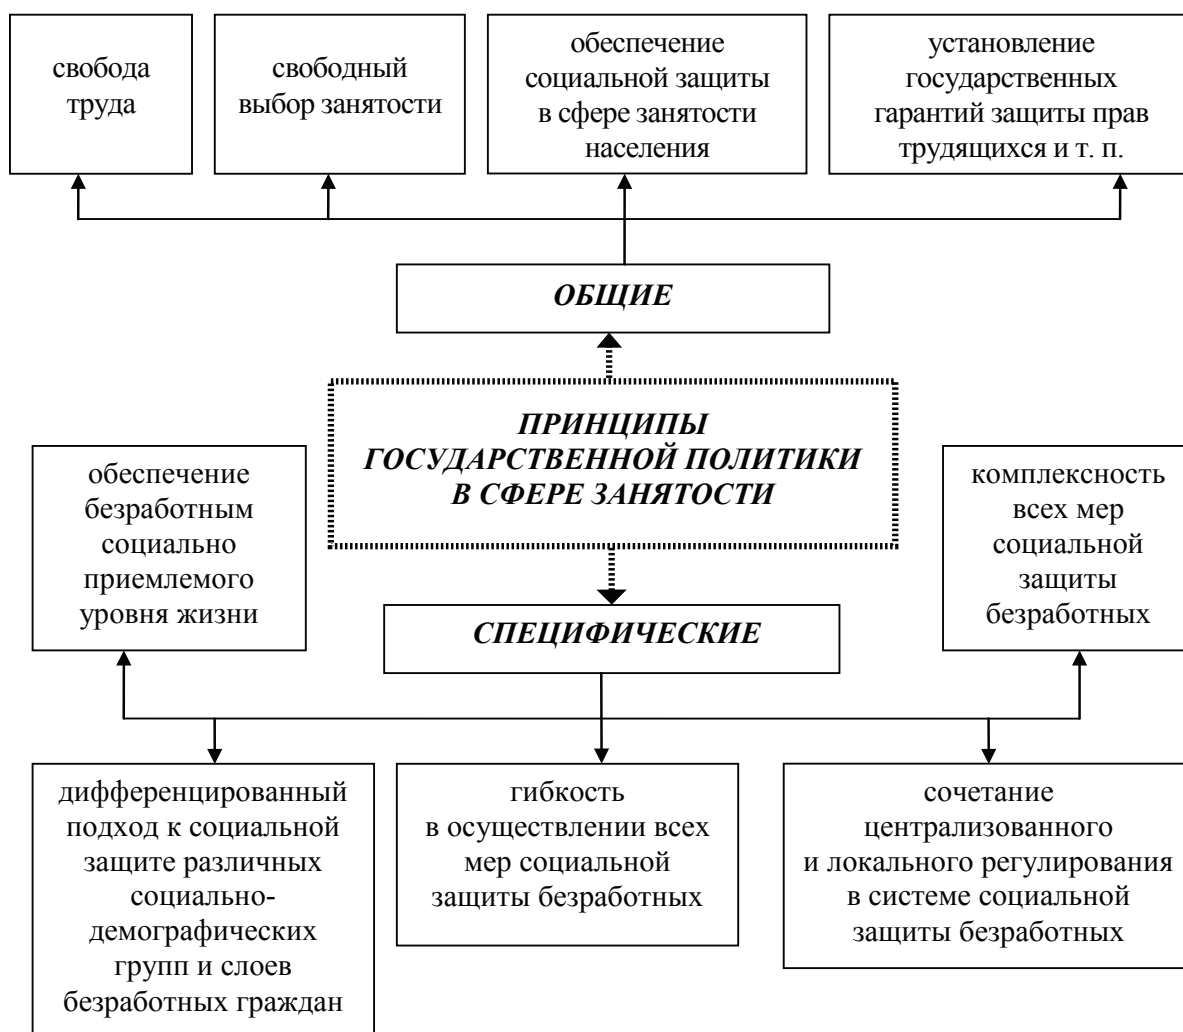 свобода
труда
свободный
выбор занятости
обеспечение
социальной защиты
в сфере занятости
населения
установление
государственных
гарантий защиты прав
трудящихся и т. п.
ОБЩИЕ
ПРИНЦИПЫ
ГОСУДАРСТВЕННОЙ ПОЛИТИКИ
В СФЕРЕ ЗАНЯТОСТИ
обеспечение
безработным
социально
приемлемого
уровня жизни
комплексность
всех мер
социальной
защиты
безработных
СПЕЦИФИЧЕСКИЕ
дифференцированный
подход к социальной
защите различных
социально-
демографических
групп и слоев
безработных граждан
гибкость
в осуществлении всех
мер социальной
защиты безработных
сочетание
централизованного
и локального регулирования
в системе социальной
защиты безработных